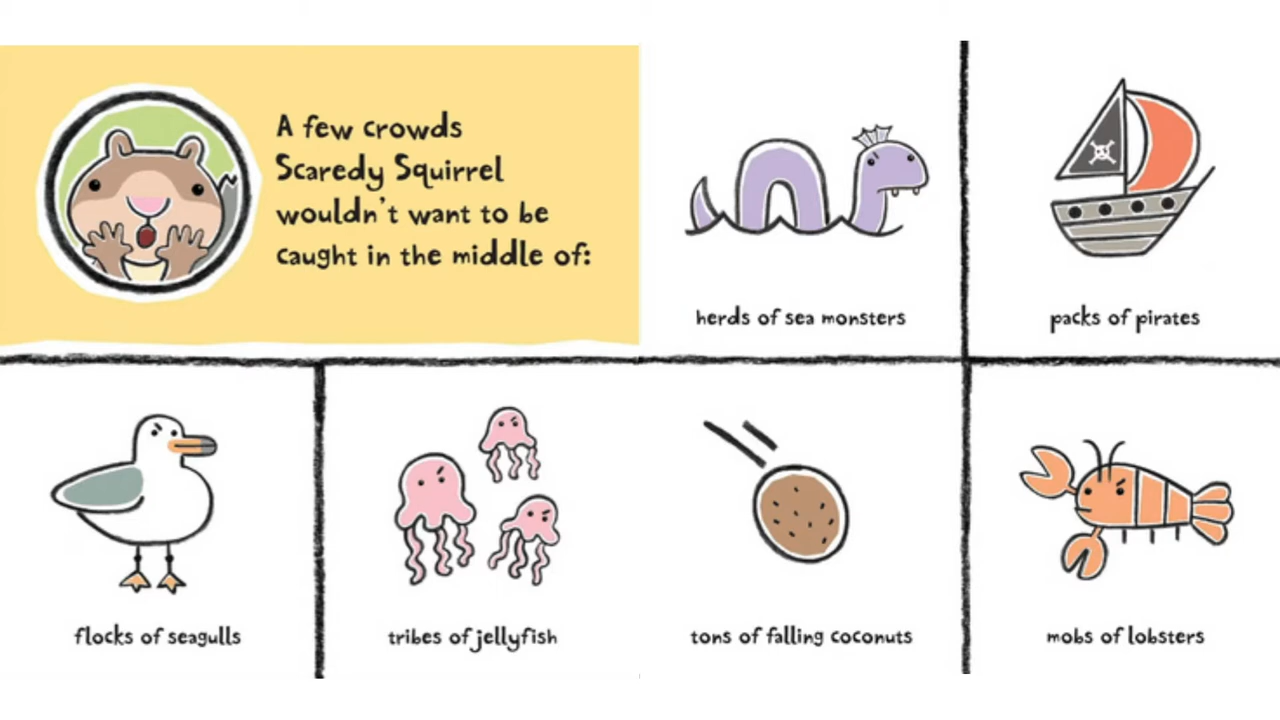 A few crowds
Scaredy Squirrel
wouldn't want to be
caught in the middle of:
herds of sea monsters
packs of pirates
flocks of seagulls
tribes of jellyfish
tons of falling coconuts
mobs of lobsters